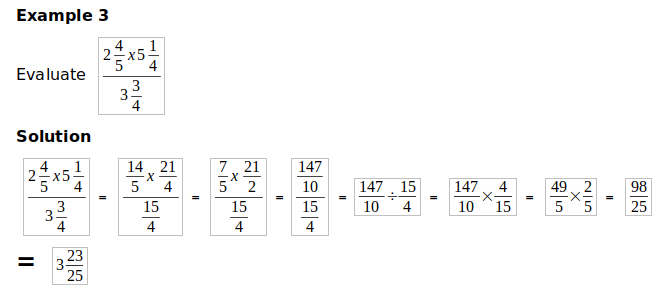 Example 3
Evaluate (2 4/5 x 5 1/4)/(3 3/4)
Solution
(2 4/5 x 5 1/4)/(3 3/4) = (14/5 x 21/4)/(15/4) = (7/5 x 21/2)/(15/4) = (147/10)/(15/4) = 147/10 ÷ 15/4 = 147/10 × 4/15 = 49/5 × 2/5 = 98/25
= 3 23/25